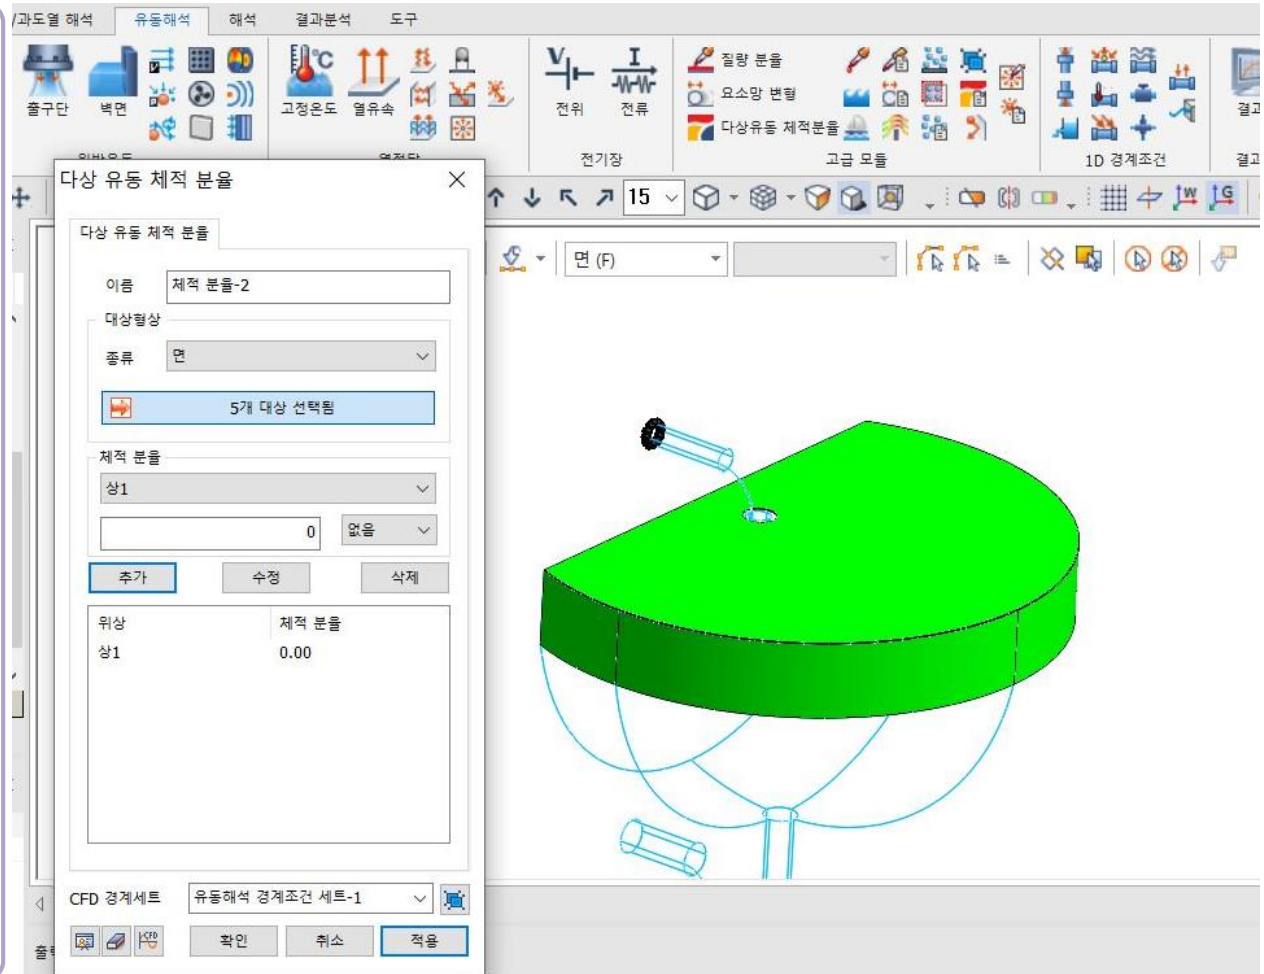 /과도열 해석 유동해석 해석 결과분석 도구
°C
V I
출구단 벽면 고정온도 열유속 전위 전류
질량 분율
요소망 변형
다상유동 체적분율
전기장 고급 모듈 1D 경계조건
다상 유동 체적 분율
15
W G
다상 유동 체적 분율
면 (F)
이름 체적 분율-2
대상형상
종류 면
5개 대상 선택됨
체적 분율
상1
0 없음
추가 수정 삭제
위상 체적 분율
상1 0.00
CFD 경계세트 유동해석 경계조건 세트-1
CFD 확인 취소 적용